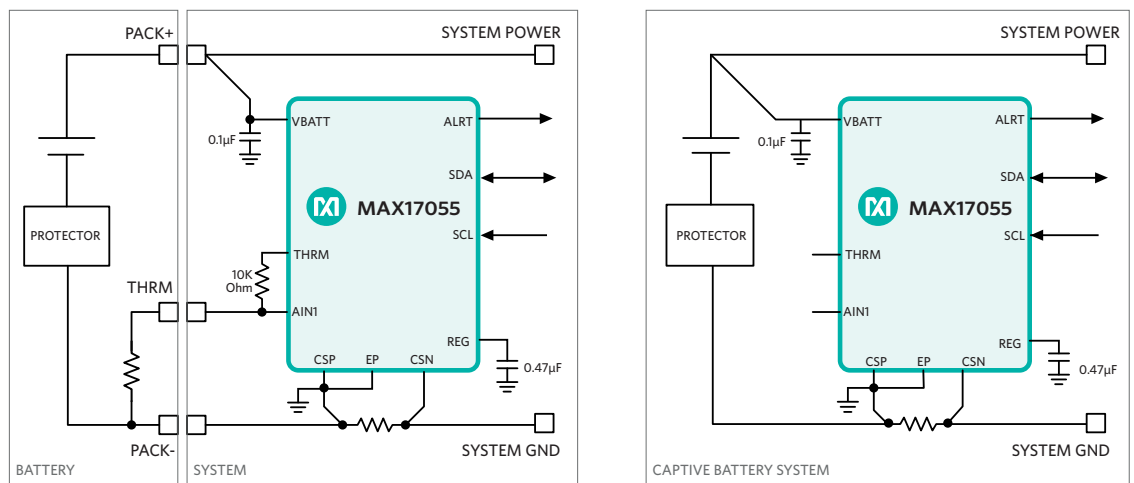 PACK+
SYSTEM POWER
VBATT
ALRT
0.1µF
SDA
MAX17055
PROTECTOR
SCL
THRM
10K
Ohm
THRM
AIN1
REG
CSP
EP
CSN
0.47µF
PACK-
SYSTEM GND
BATTERY
SYSTEM
SYSTEM POWER
VBATT
ALRT
0.1µF
SDA
MAX17055
PROTECTOR
SCL
THRM
AIN1
REG
CSP
EP
CSN
0.47µF
SYSTEM GND
CAPTIVE BATTERY SYSTEM